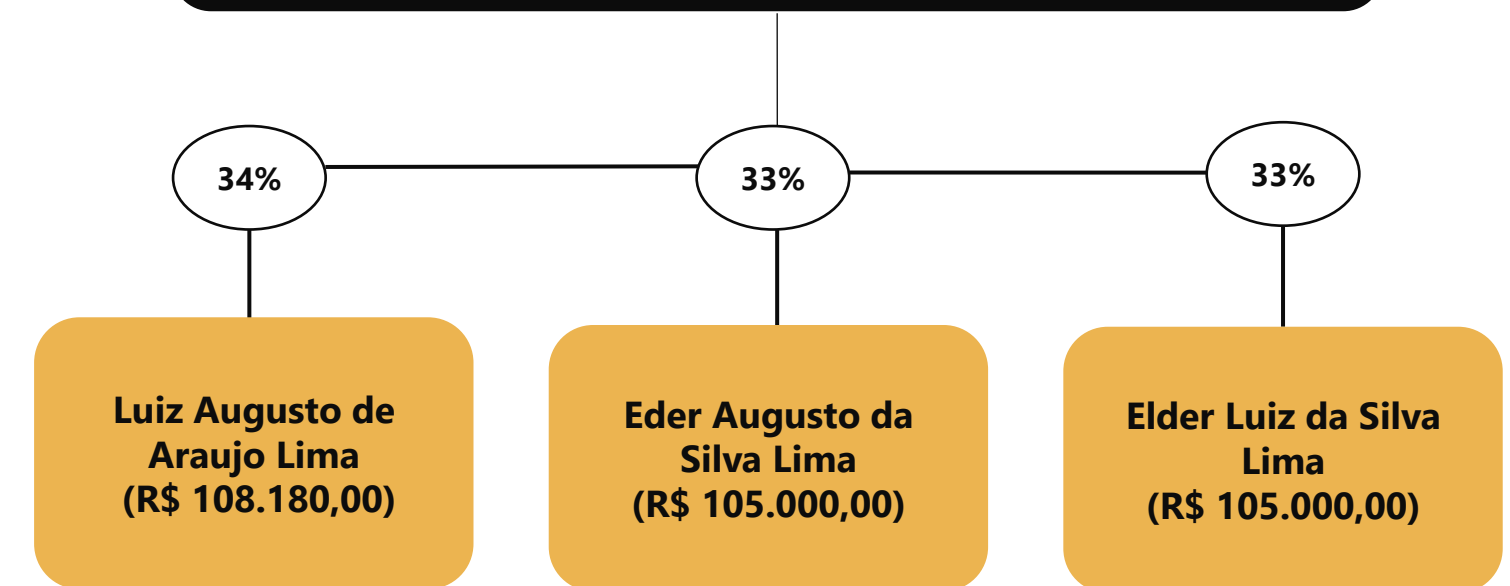 34%
33%
33%
Luiz Augusto de
Araujo Lima
(R$ 108.180,00)
Eder Augusto da
Silva Lima
(R$ 105.000,00)
Elder Luiz da Silva
Lima
(R$ 105.000,00)